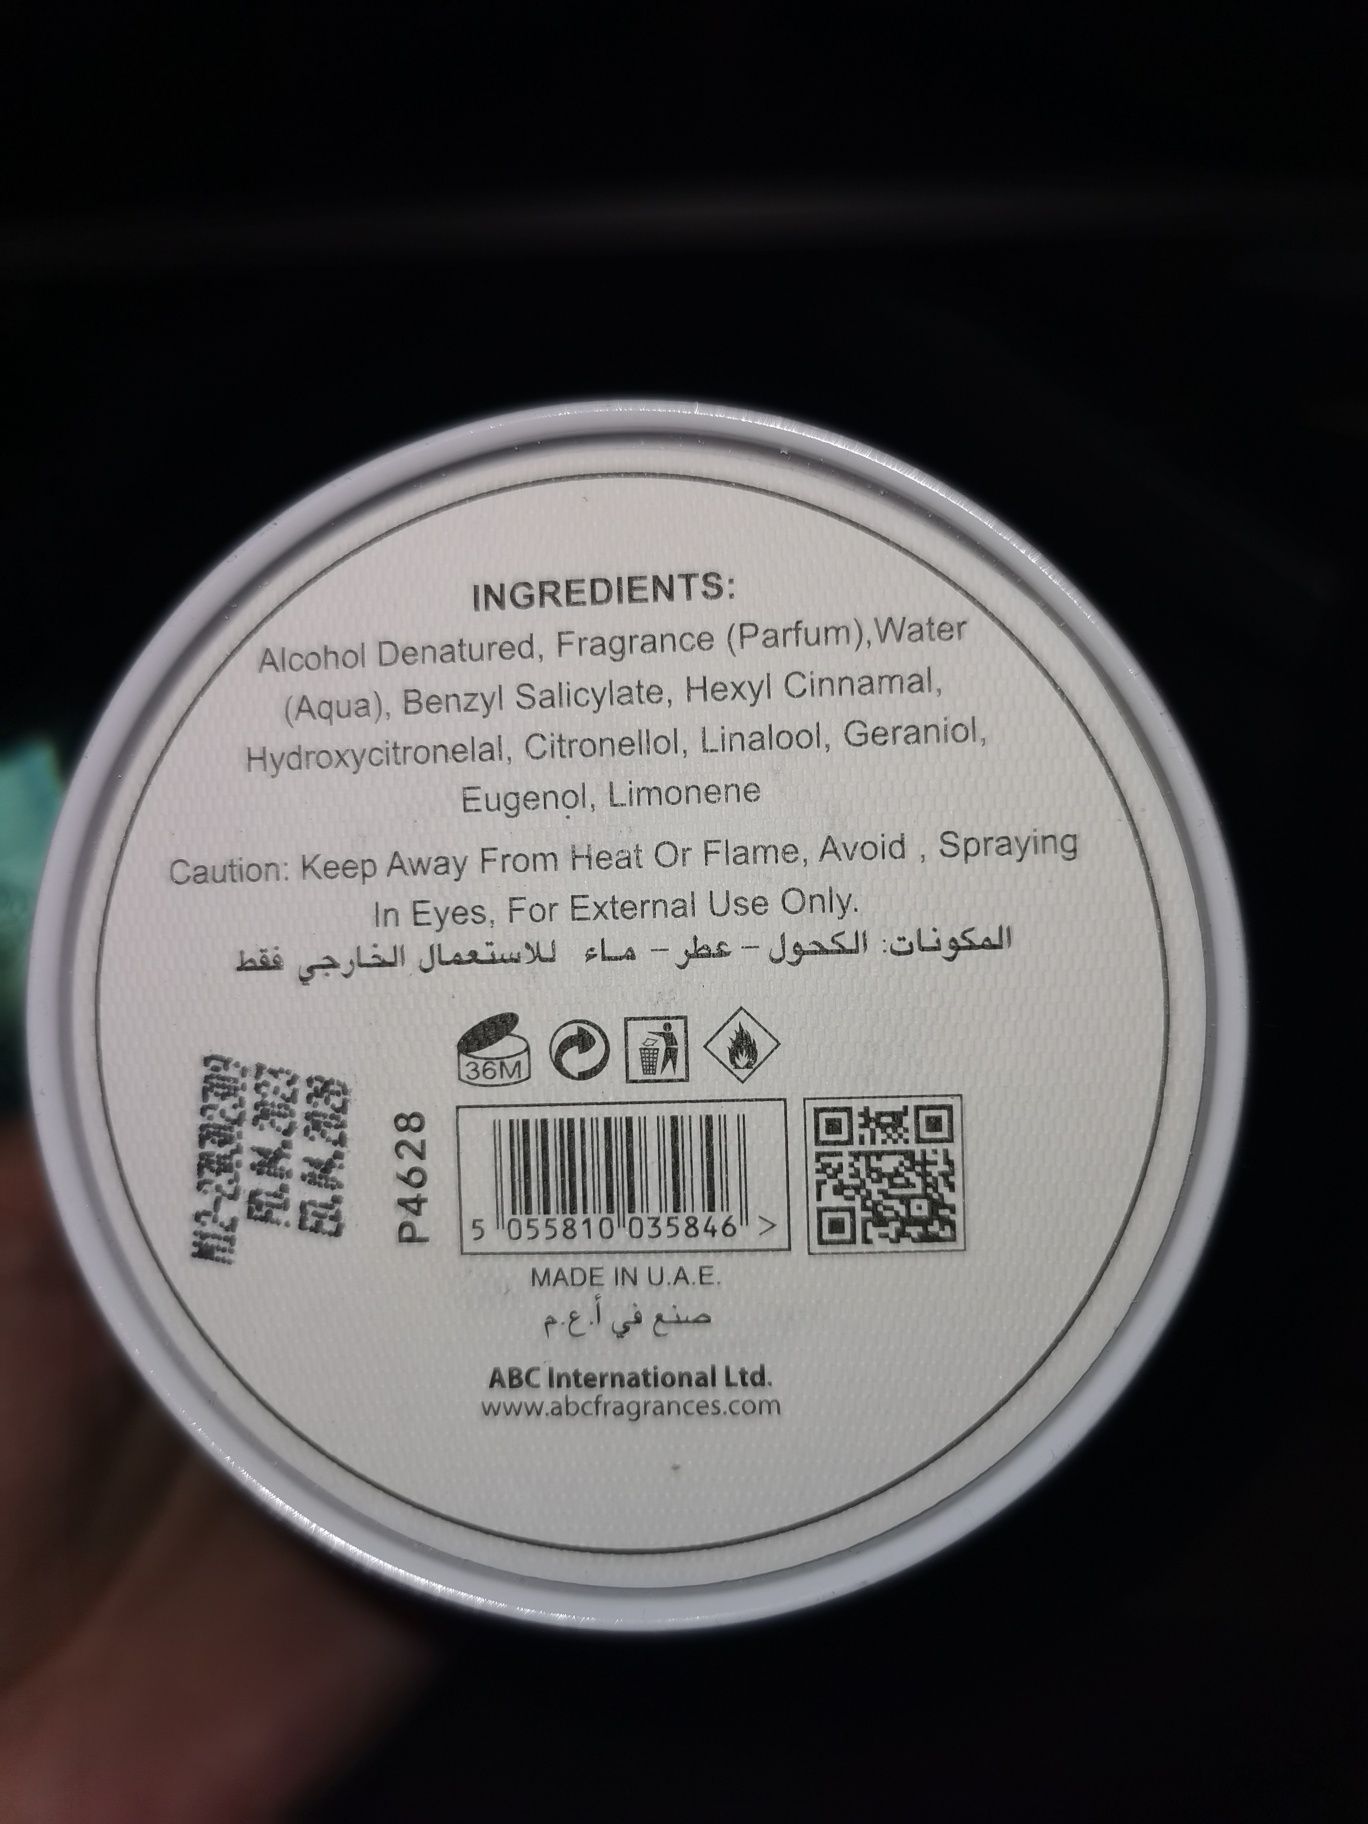 INGREDIENTS:
Alcohol Denatured, Fragrance (Parfum),Water
(Aqua), Benzyl Salicylate, Hexyl Cinnamal,
Hydroxycitronelal, Citronellol, Linalool, Geraniol,
Eugenol, Limonene
Caution: Keep Away From Heat Or Flame, Avoid , Spraying
In Eyes, For External Use Only.
المكونات: الكحول - عطر - ماء للاستعمال الخارجي فقط
36M
P4628
5 055810 035846 >
MADE IN U.A.E.
صنع في أ.ع.م
ABC International Ltd.
www.abcfragrances.com